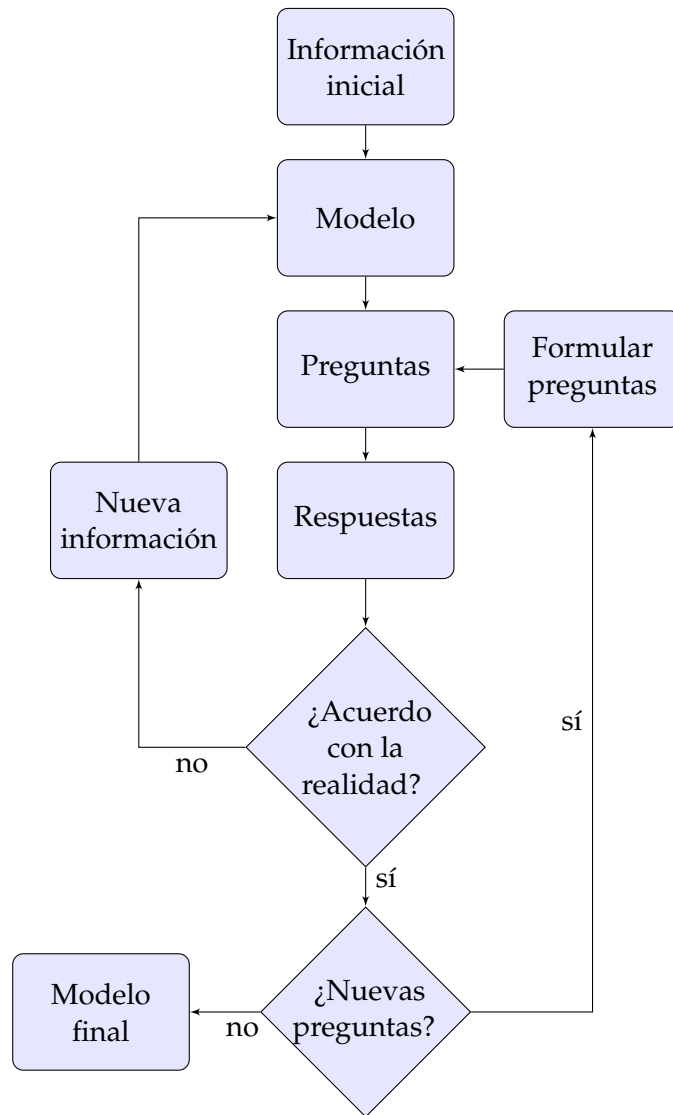 Información
inicial
Modelo
Preguntas
Formular
preguntas
Nueva
información
Respuestas
¿Acuerdo
con la
realidad?
no
sí
sí
¿Nuevas
preguntas?
no
Modelo
final